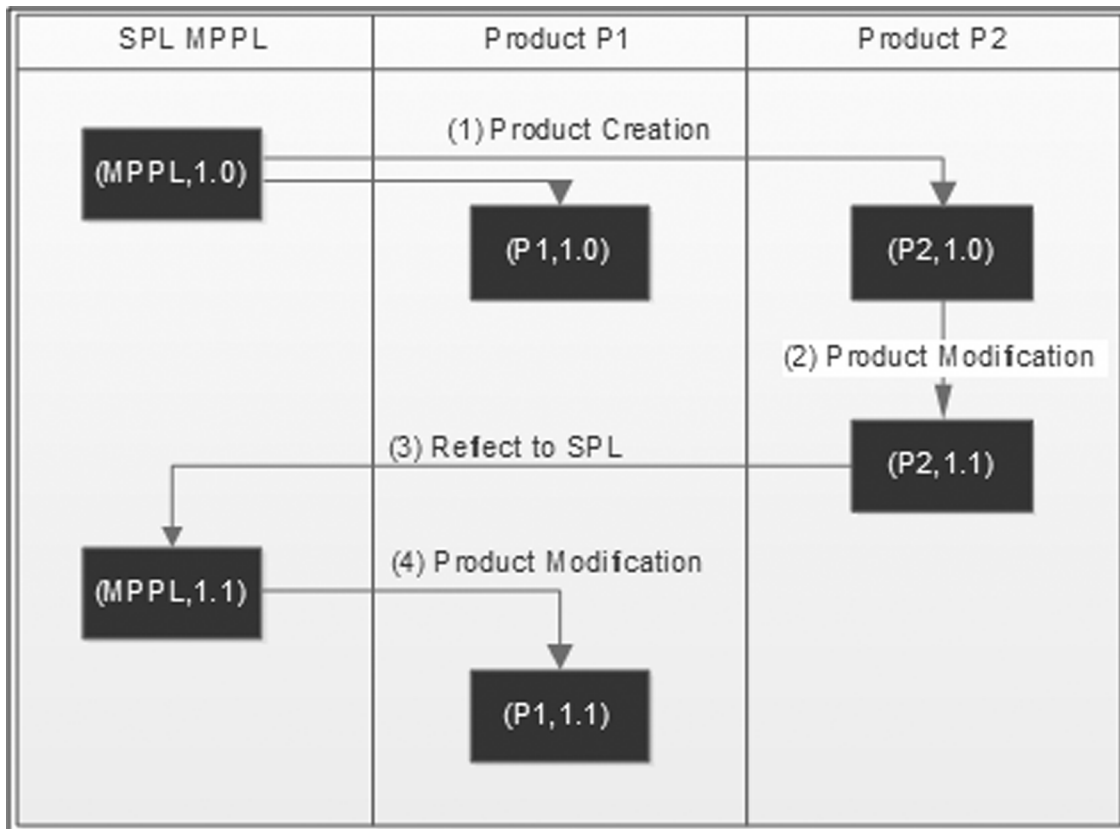 SPL MPPL
Product P1
Product P2
(1) Product Creation
(MPPL,1.0)
(P1,1.0)
(P2,1.0)
(2) Product Modifcation
(3) Refect to SPL
(P2,1.1)
(4) Product Modifcation
(MPPL,1.1)
(P1,1.1)